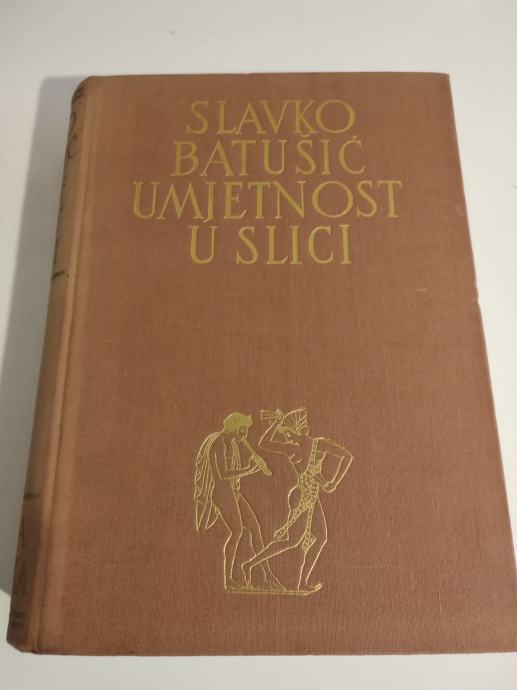 SLAVKO
BATUŠIĆ
UMJETNOST
U SLICI